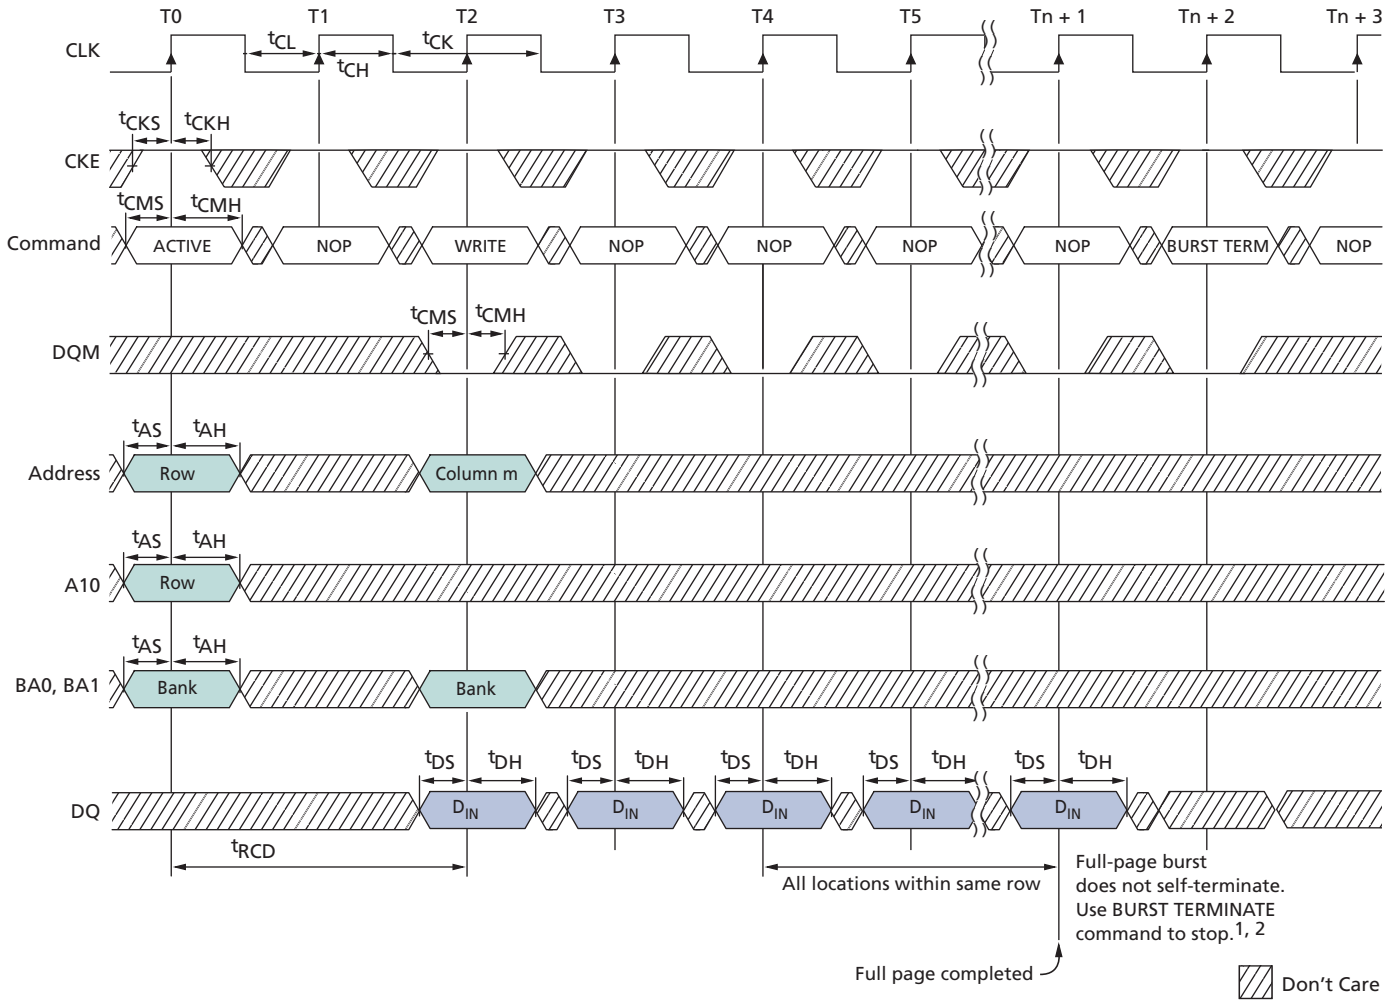 T0 T1 T2 T3 T4 T5 Tn + 1 Tn + 2 Tn + 3
CLK
tCL tCK
tCH
tCKS tCKH
CKE
tCMS tCMH
Command ACTIVE NOP WRITE NOP NOP NOP NOP BURST TERM NOP
tCMS tCMH
DQM
tAS tAH
Address Row Column m
tAS tAH
A10 Row
tAS tAH
BA0, BA1 Bank Bank
tDS tDH tDS tDH tDS tDH tDS tDH tDS tDH
DQ DIN DIN DIN DIN DIN
tRCD
All locations within same row
Full-page burst
does not self-terminate.
Use BURST TERMINATE
command to stop.1, 2
Full page completed
Don't Care